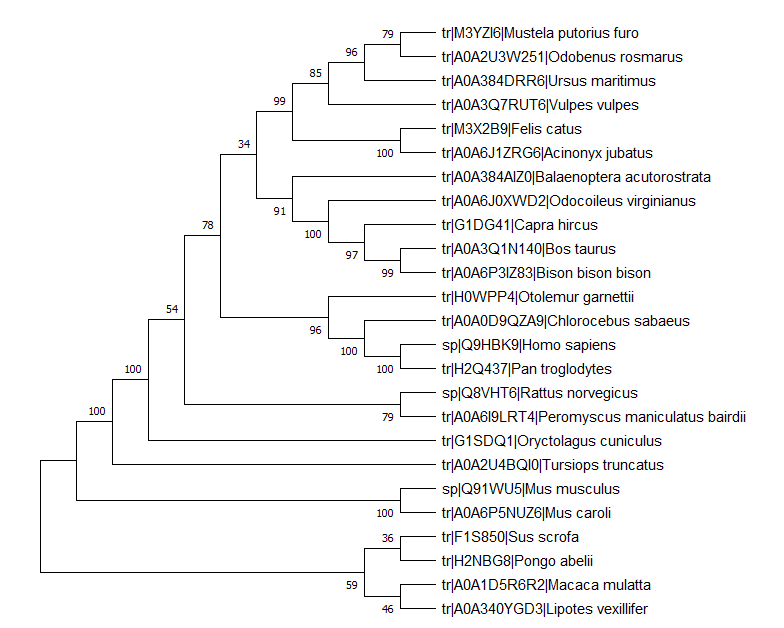 tr|M3YZI6|Mustela putorius furo
79
tr|A0A2U3W251|Odobenus rosmarus
96
tr|A0A384DRR6|Ursus maritimus
85
tr|A0A3Q7RUT6|Vulpes vulpes
99
tr|M3X2B9|Felis catus
34
tr|A0A6J1ZRG6|Acinonyx jubatus
100
tr|A0A384AIZ0|Balaenoptera acutorostrata
tr|A0A6J0XWD2|Odocoileus virginianus
91
78
tr|G1DG41|Capra hircus
100
tr|A0A3Q1N140|Bos taurus
97
tr|A0A6P3IZ83|Bison bison bison
99
tr|H0WPP4|Otolemur garnettii
54
tr|A0A0D9QZA9|Chlorocebus sabaeus
96
sp|Q9HBK9|Homo sapiens
100
tr|H2Q437|Pan troglodytes
100
100
sp|Q8VHT6|Rattus norvegicus
100
tr|A0A6I9LRT4|Peromyscus maniculatus bairdii
79
tr|G1SDQ1|Oryctolagus cuniculus
tr|A0A2U4BQI0|Tursiops truncatus
sp|Q91WU5|Mus musculus
tr|A0A6P5NUZ6|Mus caroli
100
tr|F1S850|Sus scrofa
36
tr|H2NBG8|Pongo abelii
59
tr|A0A1D5R6R2|Macaca mulatta
tr|A0A340YGD3|Lipotes vexillifer
46